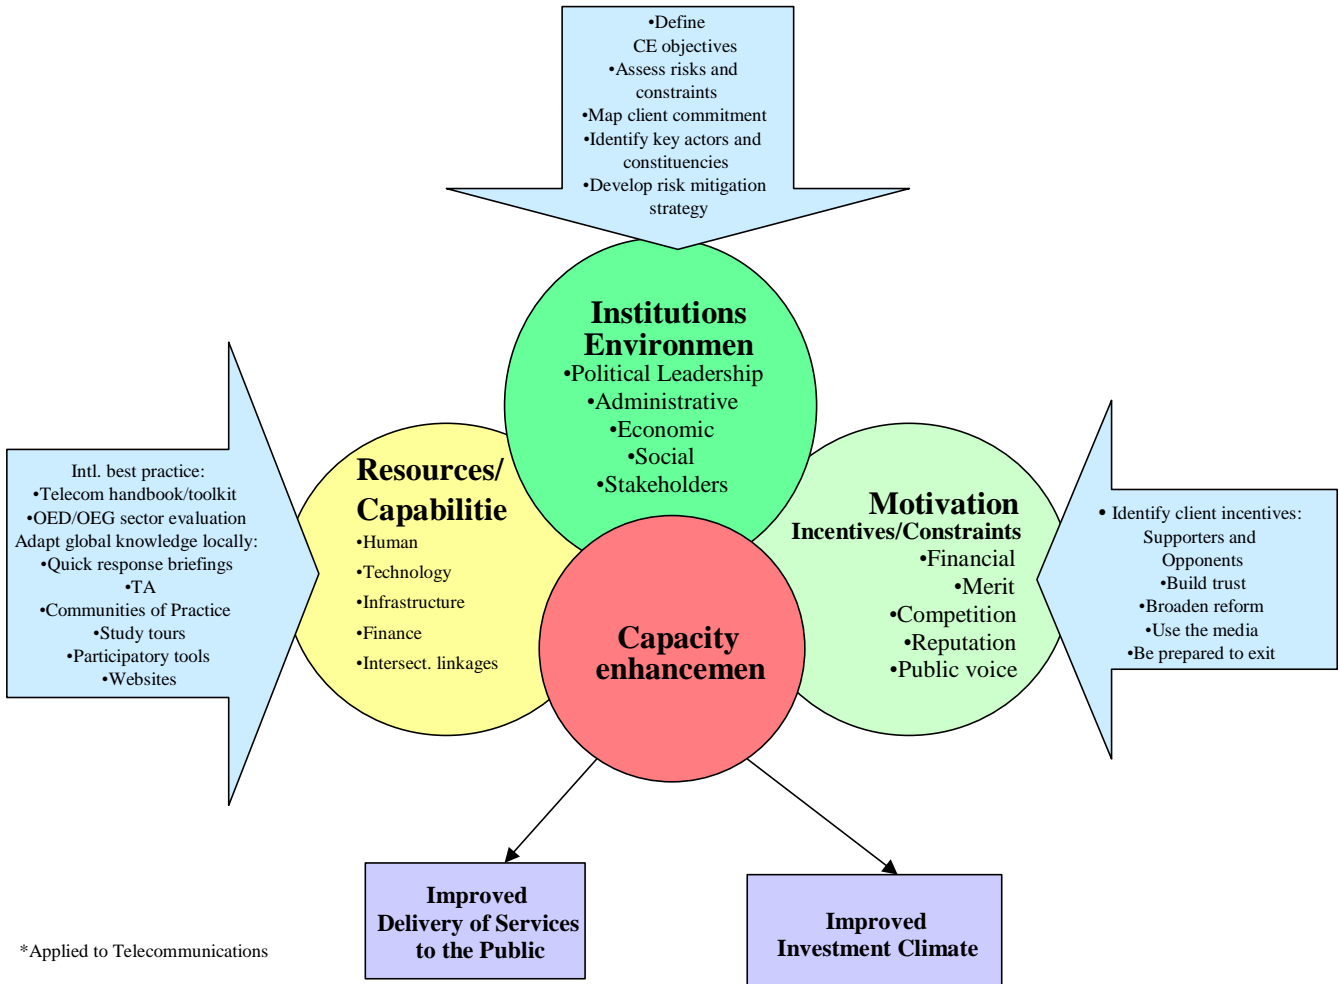 •Define
CE objectives
•Assess risks and
constraints
•Map client commitment
•Identify key actors and
constituencies
•Develop risk mitigation
strategy
Institutions
Environmen
•Political Leadership
•Administrative
•Economic
•Social
•Stakeholders
Intl. best practice:
•Telecom handbook/toolkit
•OED/OEG sector evaluation
Adapt global knowledge locally:
•Quick response briefings
•TA
•Communities of Practice
•Study tours
•Participatory tools
•Websites
Resources/
Capabilitie
•Human
•Technology
•Infrastructure
•Finance
•Intersect. linkages
Motivation
Incentives/Constraints
•Financial
•Merit
•Competition
•Reputation
•Public voice
• Identify client incentives:
Supporters and
Opponents
•Build trust
•Broaden reform
•Use the media
•Be prepared to exit
Capacity
enhancemen
Improved
Delivery of Services
to the Public
Improved
Investment Climate
*Applied to Telecommunications